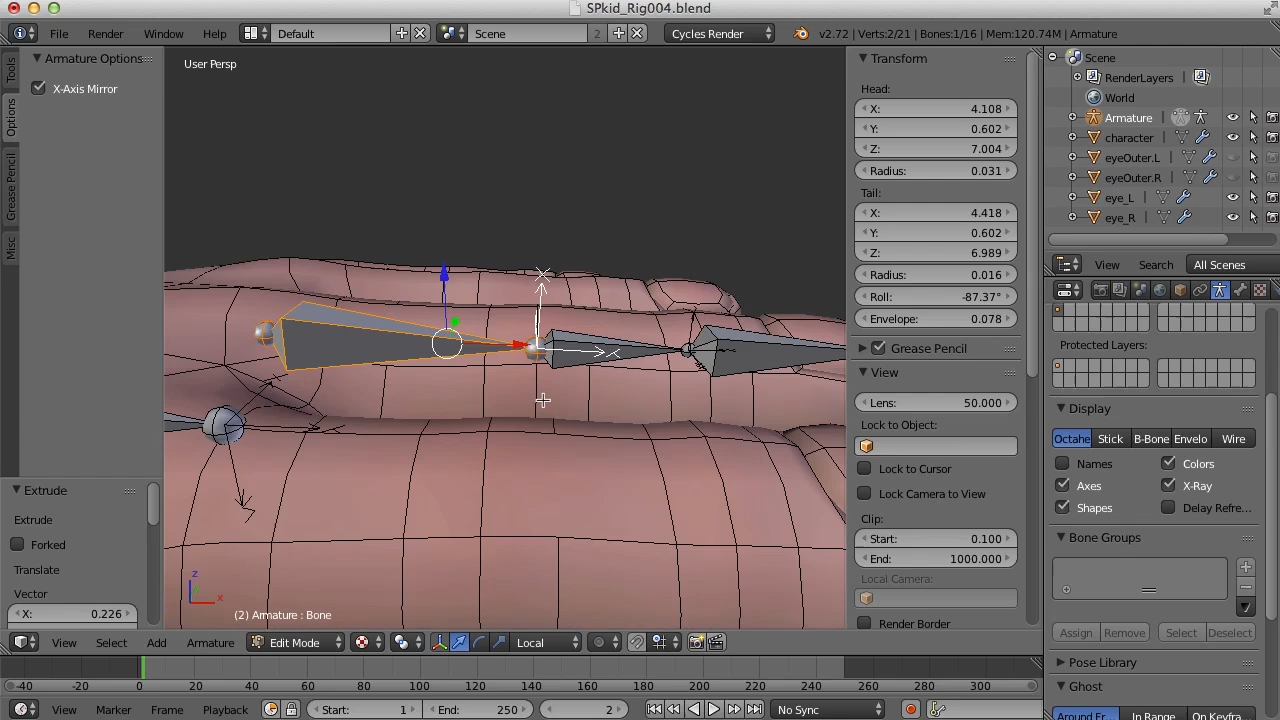 SPkid_Rig004.blend
File Render Window Help Default Scene 2 Cycles Render v2.72 | Verts:2/21 | Bones:1/16 | Mem:120.74M | Armature
Tools
Options
Grease Pencil
Misc
Armature Options
X-Axis Mirror
Extrude
Extrude
Forked
Translate
Vector
X: 0.226
User Persp
z
x
(2) Armature : Bone
Transform
Head:
X: 4.108
Y: 0.602
Z: 7.004
Radius: 0.031
Tail:
X: 4.418
Y: 0.602
Z: 6.989
Radius: 0.016
Roll: -87.37°
Envelope: 0.078
Grease Pencil
View
Lens: 50.000
Lock to Object:
Lock to Cursor
Lock Camera to View
Clip:
Start: 0.100
End: 1000.000
Local Camera:
Render Border
Scene
RenderLayers
World
Armature
character
eyeOuter.L
eyeOuter.R
eye_L
eye_R
View Search All Scenes
Protected Layers:
Display
Octahe Stick B-Bone Envelo Wire
Names Colors
Axes X-Ray
Shapes Delay Refre...
Bone Groups
Assign Remove Select Deselect
Pose Library
Ghost
Around Fr... In Range On Keyfra...
View Select Add Armature Edit Mode Local
-40 -20 0 20 40 60 80 100 120 140 160 180 200 220 240 260 280 300
View Marker Frame Playback Start: 1 End: 250 2 No Sync